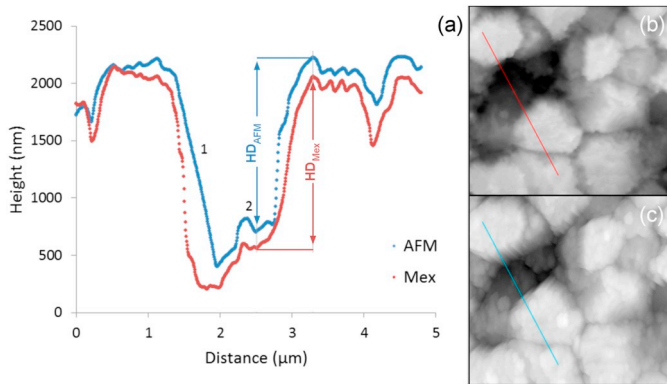 (a)
(b)
2500
2000
1500
1000
500
0
Height (nm)
1
2
HD_AFM
HD_Mex
AFM
Mex
0 1 2 3 4 5
Distance (µm)
(c)